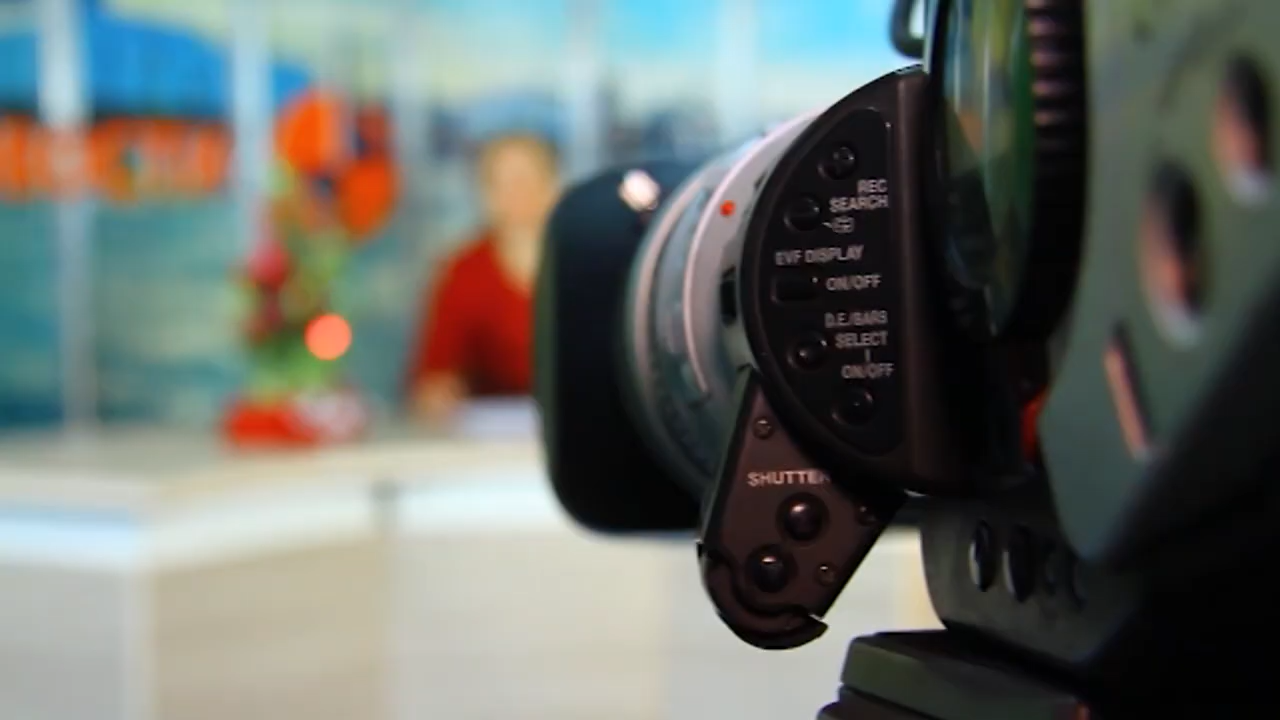 REC
SEARCH
EVF DISPLAY
ON/OFF
D.E./BARS
SELECT
ON/OFF
SHUTTER